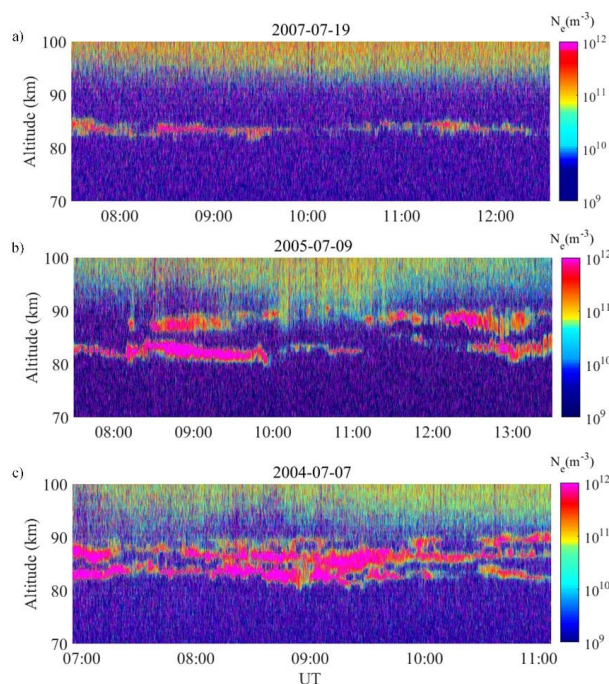 a)
2007-07-19
Nₑ(m⁻³)
Altitude (km)
100
90
80
70
10¹²
10¹¹
10¹⁰
10⁹
08:00 09:00 10:00 11:00 12:00
b)
2005-07-09
Nₑ(m⁻³)
Altitude (km)
100
90
80
70
10¹²
10¹¹
10¹⁰
10⁹
08:00 09:00 10:00 11:00 12:00 13:00
c)
2004-07-07
Nₑ(m⁻³)
Altitude (km)
100
90
80
70
10¹²
10¹¹
10¹⁰
10⁹
07:00 08:00 09:00 10:00 11:00
UT